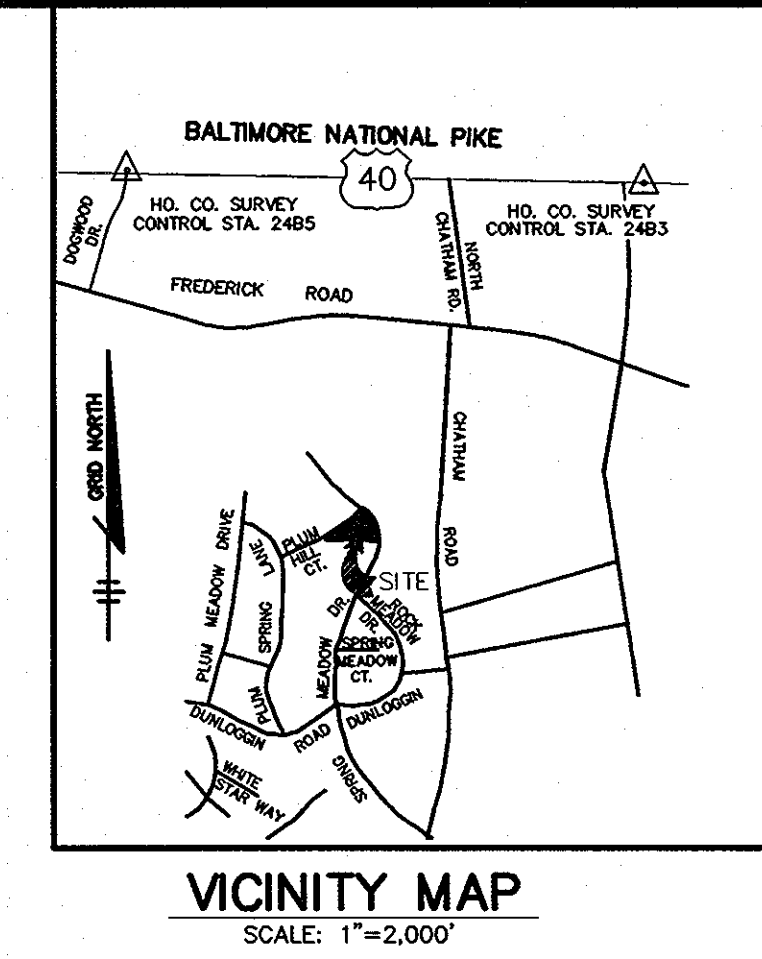 BALTIMORE NATIONAL PIKE
40
HO. CO. SURVEY
CONTROL STA. 24B5
HO. CO. SURVEY
CONTROL STA. 24B3
DOGWOOD
DR.
NORTH
CHATHAM RD.
FREDERICK ROAD
GRID NORTH
CHATHAM ROAD
PLUM MEADOW DRIVE
PLUM SPRING LANE
PLUM
HILL
CT.
SITE
ROCK
MEADOW
DR.
SPRING MEADOW DR.
SPRING
MEADOW
CT.
DUNLOGGIN ROAD DUNLOGGIN
WHITE
STAR WAY
VICINITY MAP
SCALE: 1"=2,000'